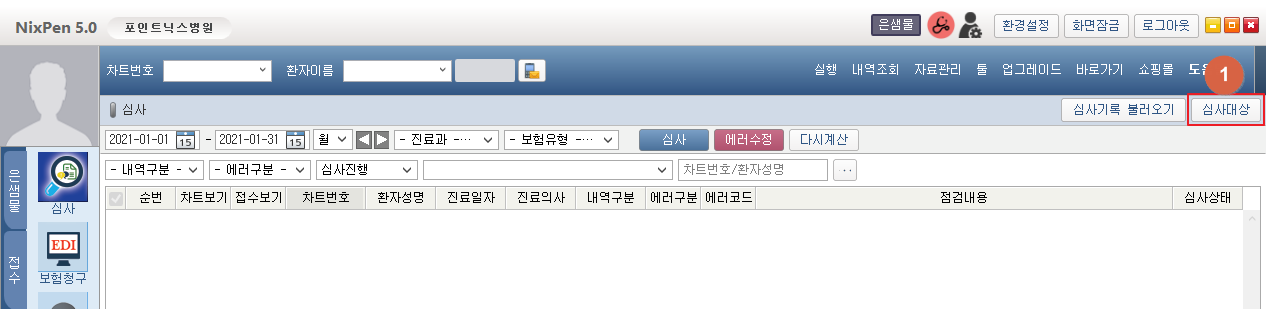 NixPen 5.0 포인트닉스병원 은샘물 환경설정 화면잠금 로그아웃
차트번호 환자이름 실행 내역조회 자료관리 툴 업그레이드 바로가기 쇼핑몰 1
심사 심사기록 불러오기 심사대상
2021-01-01 15 - 2021-01-31 15 월 - 진료과 -··· - 보험유형 -··· 심사 에러수정 다시계산
- 내역구분 - - 에러구분 - 심사진행 차트번호/환자성명 ··
순번 차트보기 접수보기 차트번호 환자성명 진료일자 진료의사 내역구분 에러구분 에러코드 점검내용 심사상태
은샘물
심사
접수
EDI
보험청구